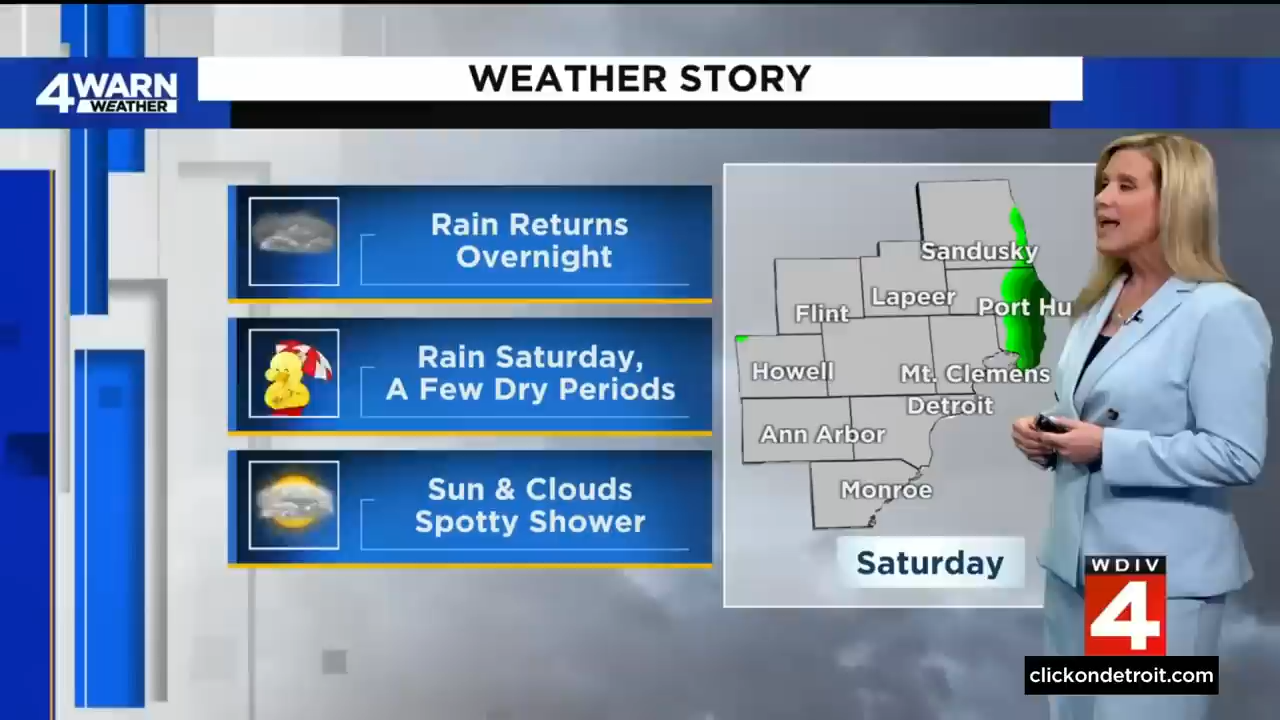 4WARN
WEATHER
WEATHER STORY
Rain Returns
Overnight
Rain Saturday,
A Few Dry Periods
Sun & Clouds
Spotty Shower
Sandusky
Lapeer
Port Hu
Flint
Howell
Mt. Clemens
Detroit
Ann Arbor
Monroe
Saturday
WDIV
4
clickondetroit.com